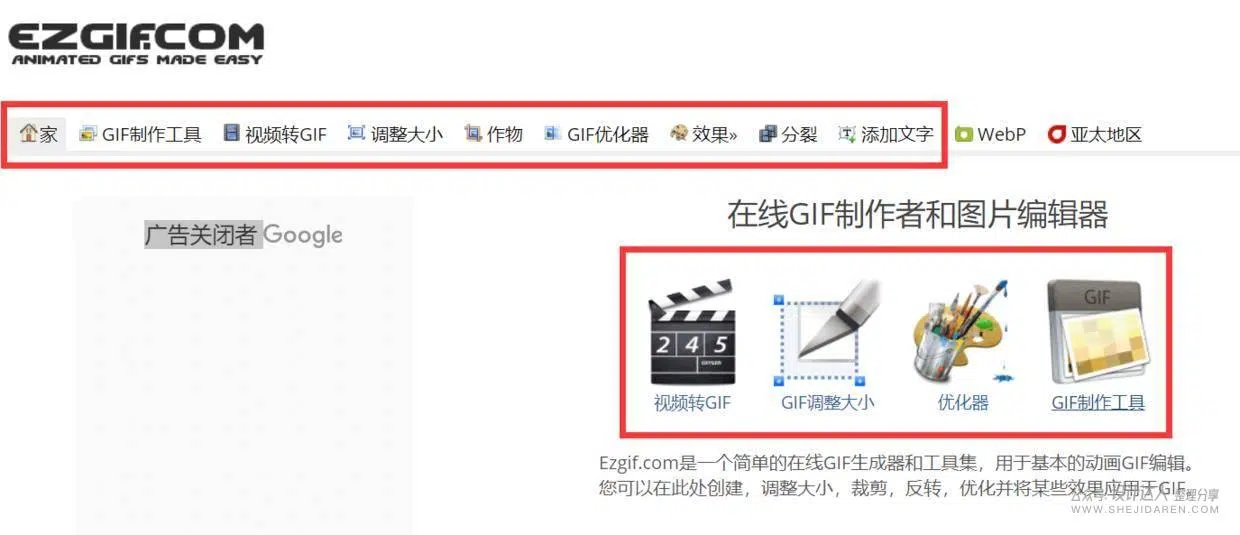 EZGIF.COM
ANIMATED GIFS MADE EASY
家 GIF制作工具 视频转GIF 调整大小 作物 GIF优化器 效果» 分裂 添加文字 WebP 亚太地区
广告关闭者 Google
在线GIF制作者和图片编辑器
GIF
2 4 5
视频转GIF GIF调整大小 优化器 GIF制作工具
Ezgif.com是一个简单的在线GIF生成器和工具集，用于基本的动画GIF编辑。
您可以在此处创建，调整大小，裁剪，反转，优化并将某些效果应用于GIF。
公众号 设计达人 整理分享
WWW.SHEJIDAREN.COM